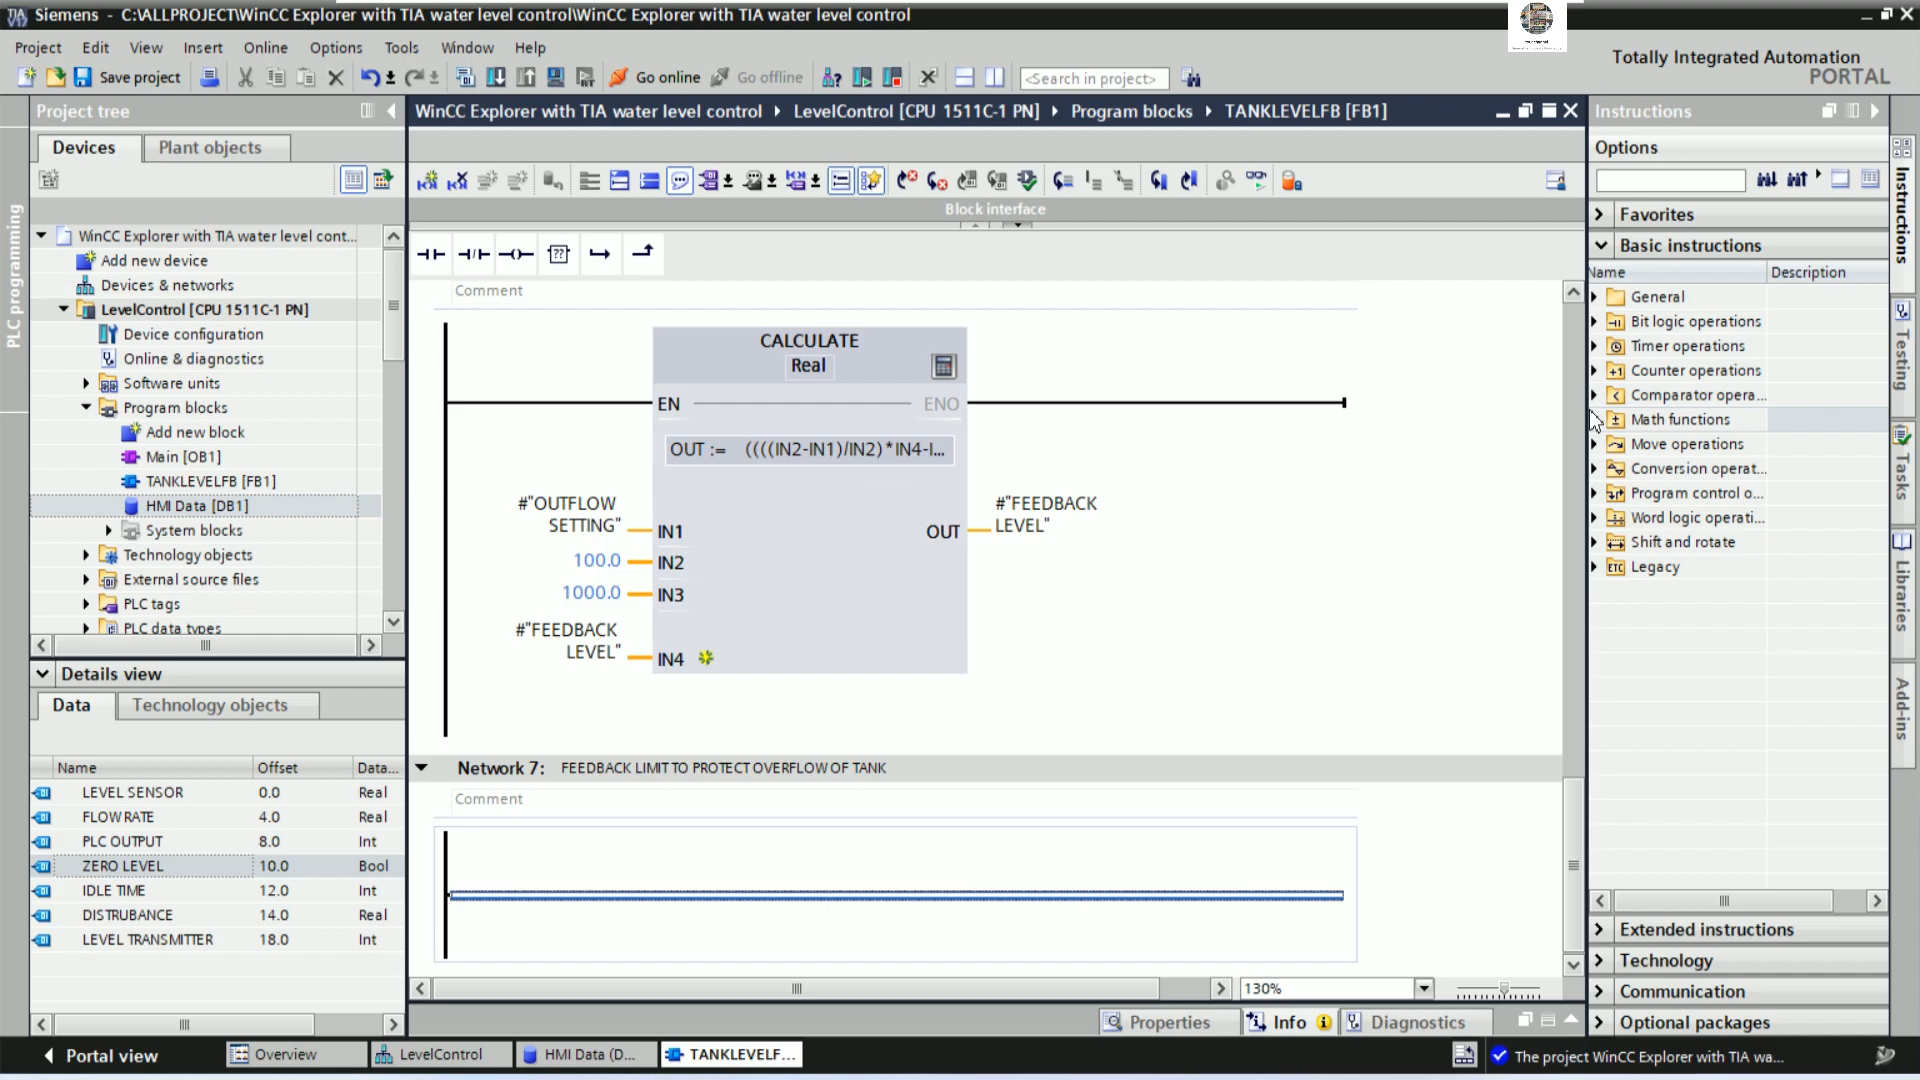 Siemens - C:\ALLPROJECT\WinCC Explorer with TIA water level control\WinCC Explorer with TIA water level control
Project Edit View Insert Online Options Tools Window Help
Totally Integrated Automation
PORTAL
Save project
Go online
Go offline
<Search in project>
Project tree
WinCC Explorer with TIA water level control LevelControl [CPU 1511C-1 PN] Program blocks TANKLEVELFB [FB1]
Instructions
Devices
Plant objects
Options
Block interface
PLC programming
WinCC Explorer with TIA water level cont...
Add new device
Devices & networks
LevelControl [CPU 1511C-1 PN]
Device configuration
Online & diagnostics
Software units
Program blocks
Add new block
Main [OB1]
TANKLEVELFB [FB1]
HMI Data [DB1]
System blocks
Technology objects
External source files
PLC tags
PLC data types
Details view
Data
Technology objects
Name Offset Data...
LEVEL SENSOR 0.0 Real
FLOW RATE 4.0 Real
PLC OUTPUT 8.0 Int
ZERO LEVEL 10.0 Bool
IDLE TIME 12.0 Int
DISTRUBANCE 14.0 Real
LEVEL TRANSMITTER 18.0 Int
??
Comment
CALCULATE
Real
EN ENO
OUT := ((((IN2-IN1)/IN2)*IN4-I...
#"OUTFLOW
SETTING"
IN1
100.0 IN2
1000.0 IN3
#"FEEDBACK
LEVEL"
IN4
OUT
#"FEEDBACK
LEVEL"
Network 7: FEEDBACK LIMIT TO PROTECT OVERFLOW OF TANK
Comment
130%
Properties
Info
Diagnostics
Favorites
Basic instructions
Name Description
General
Bit logic operations
Timer operations
Counter operations
Comparator opera...
Math functions
Move operations
Conversion operat...
Program control o...
Word logic operati...
Shift and rotate
Legacy
Extended instructions
Technology
Communication
Optional packages
Instructions
Testing
Tasks
Libraries
Add-ins
Portal view
Overview
LevelControl
HMI Data (D...
TANKLEVELF...
The project WinCC Explorer with TIA wa...